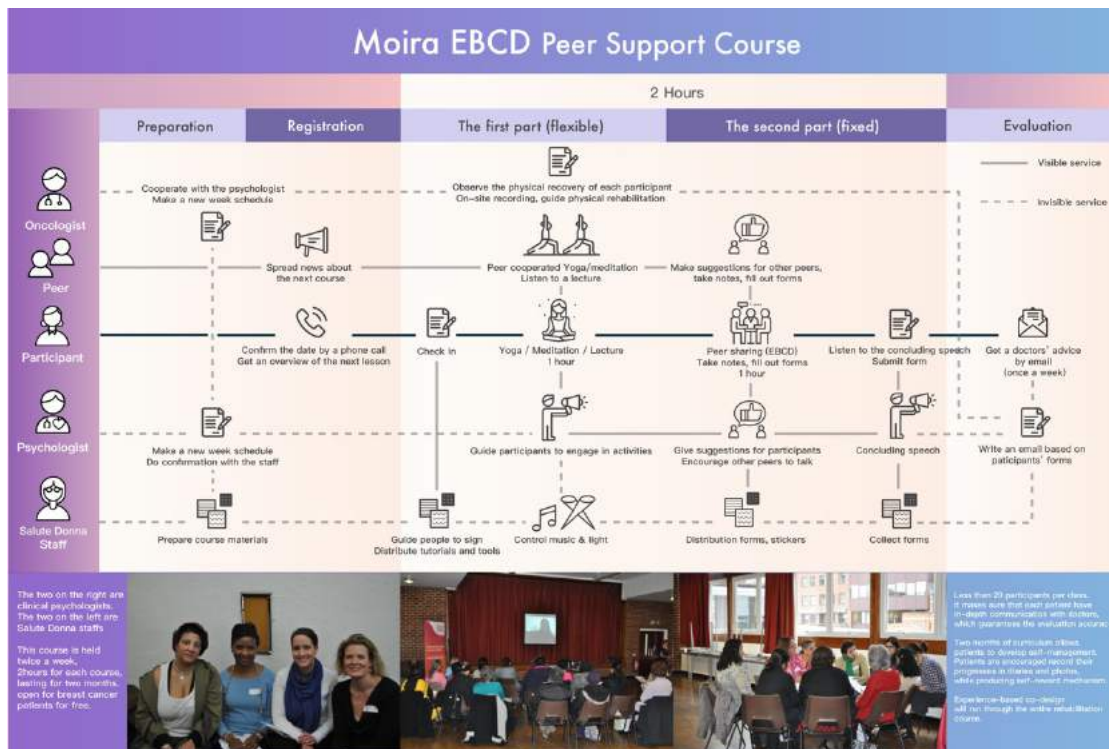 Moira EBCD Peer Support Course
2 Hours
Preparation
Registration
The first part (flexible)
The second part (fixed)
Evaluation
Visible service
Invisible service
Oncologist
Cooperate with the psychologist
Make a new week schedule
Observe the physical recovery of each participant
On-site recording, guide physical rehabilitation
Peer
Spread news about
the next course
Peer cooperated Yoga/meditation
Listen to a lecture
Make suggestions for other peers,
take notes, fill out forms
Participant
Confirm the date by a phone call
Get an overview of the next lesson
Check in
Yoga / Meditation / Lecture
1 hour
Peer sharing (EBCD)
Take notes, fill out forms
1 hour
Listen to the concluding speech
Submit form
Get a doctors' advice
by email
(once a week)
Psychologist
Make a new week schedule
Do confirmation with the staff
Guide participants to engage in activities
Give suggestions for participants
Encourage other peers to talk
Concluding speech
Write an email based on
paticipants' forms
Salute Donna
Staff
Prepare course materials
Guide people to sign
Distribute tutorials and tools
Control music & light
Distribution forms, stickers
Collect forms
The two on the right are
clinical psychologists.
The two on the left are
Salute Donna staffs
This course is held
twice a week,
2hours for each course,
lasting for two months,
open for breast cancer
patients for free.
Less than 20 participants per class.
It makes sure that each patient have
in-depth communication with doctors,
which guarantees the evaluation accurac
Two months of curriculum allows
patients to develop self-management.
Patients are encouraged record their
progresses in diaries and photos,
while producing self-reward mechanism
Experience-based co-design
will run through the entire rehabilitation
course.